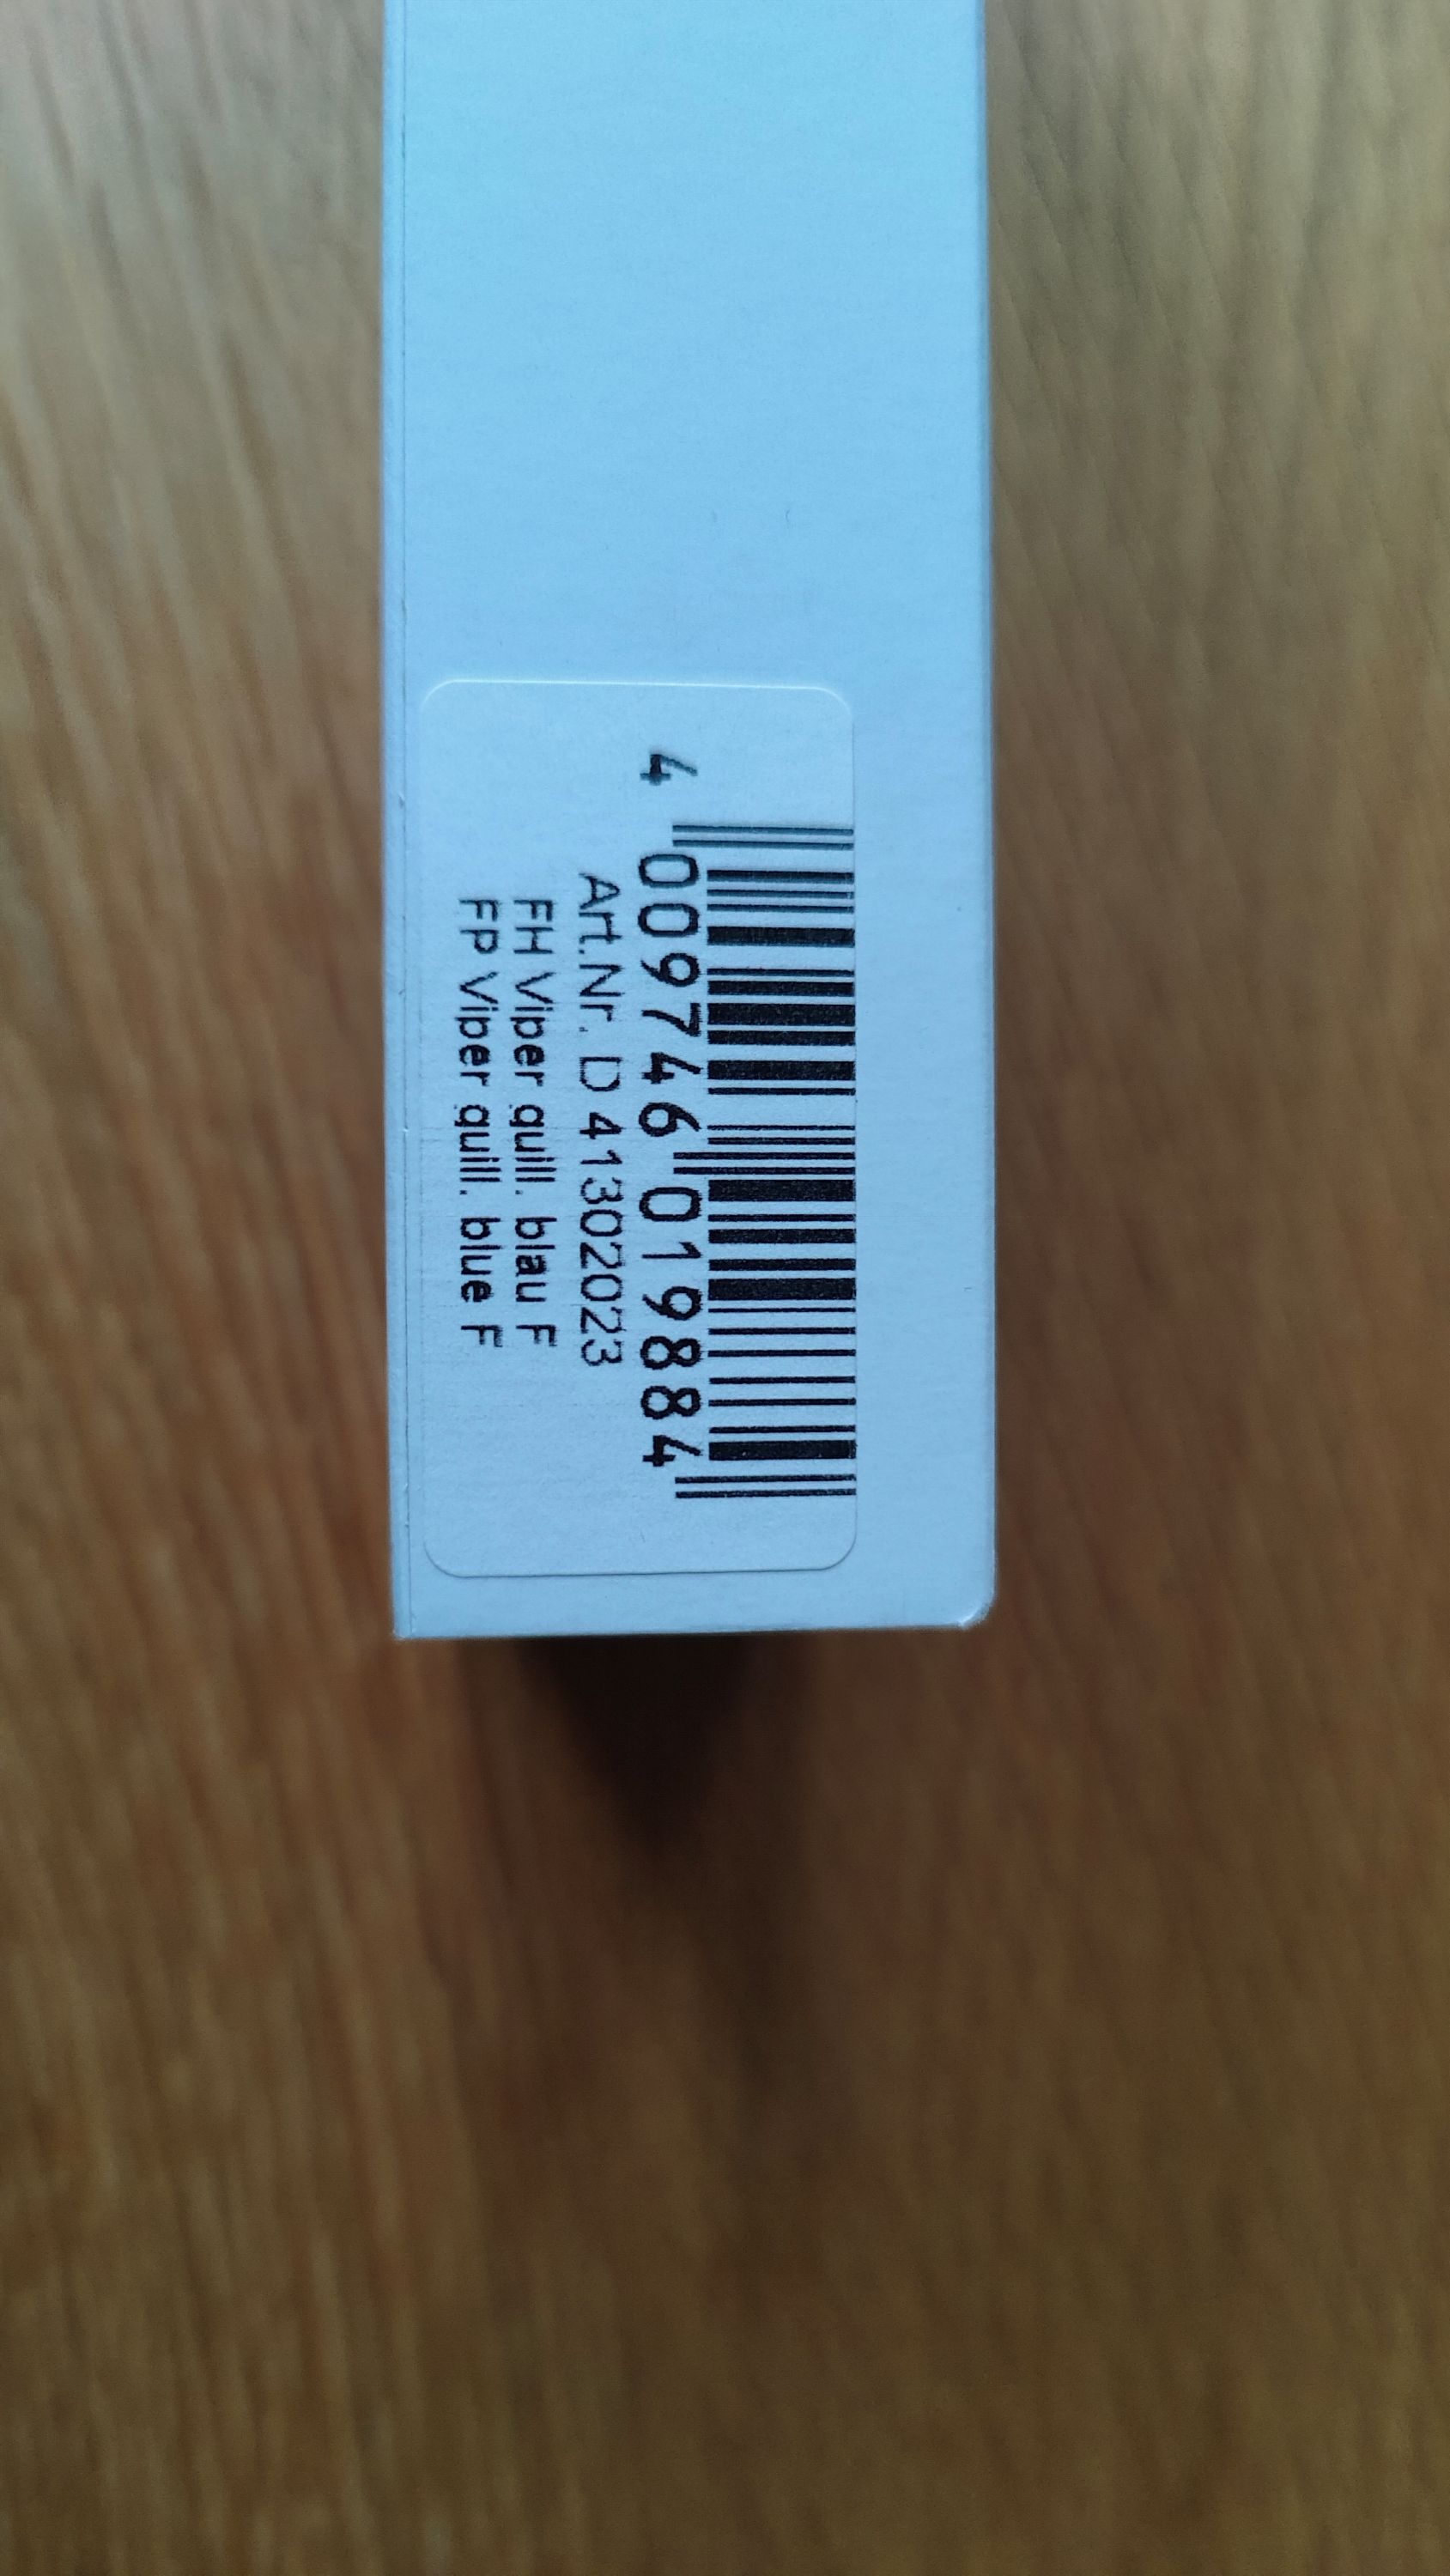 4 009746 019884
Art.Nr. D 41302023
FH Viper quill. blau F
FP Viper quill. blue F